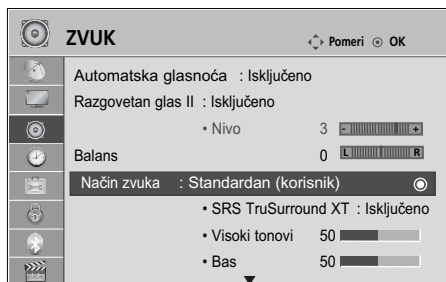 ZVUK
Pomeri OK
Automatska glasnoća : Isključeno
Razgovetan glas II : Isključeno
• Nivo 3 - +
Balans 0 L R
Način zvuka : Standardan (korisnik)
• SRS TruSurround XT : Isključeno
• Visoki tonovi 50
• Bas 50